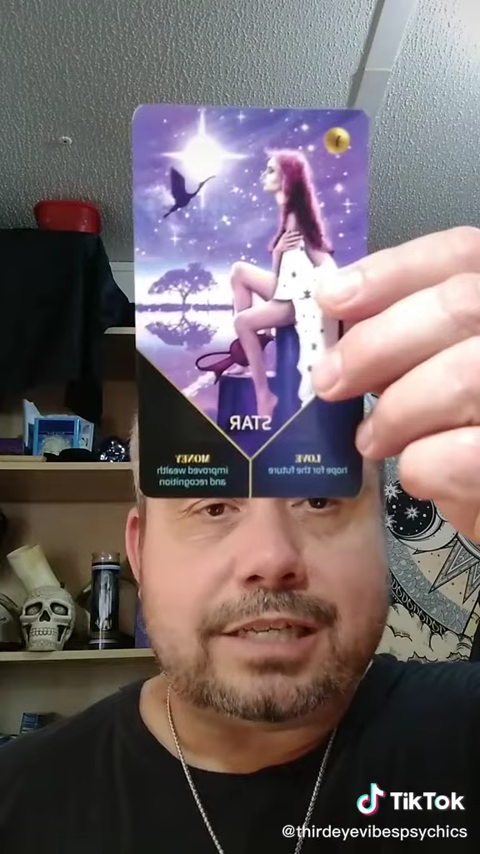 STAR
LOVE
hope for the future
MONEY
improved wealth
and recognition
TikTok
@thirdeyevibespsychics